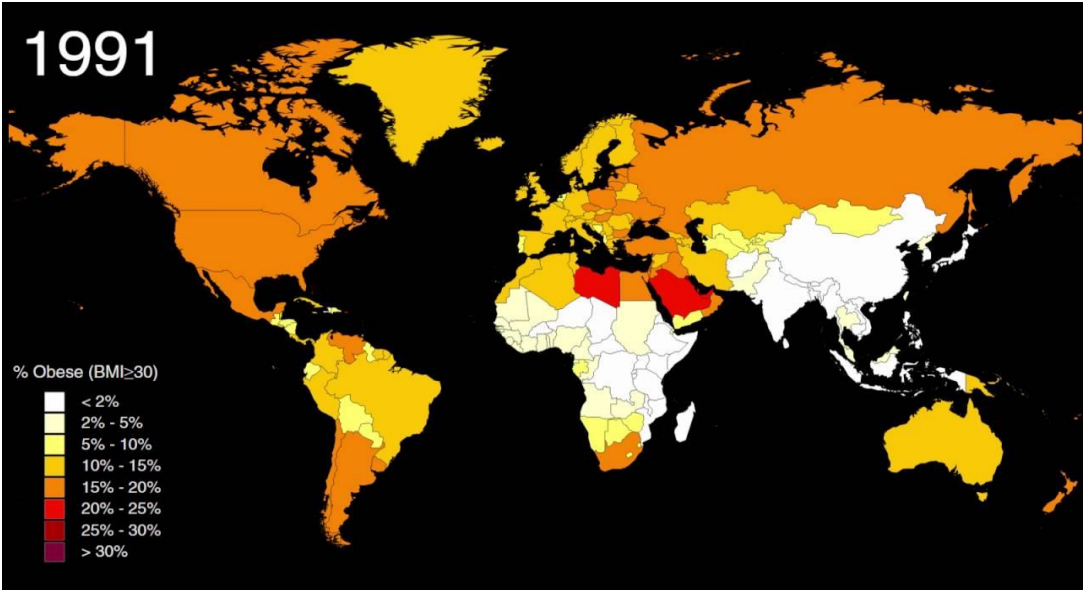 1991
% Obese (BMI≥30)
< 2%
2% - 5%
5% - 10%
10% - 15%
15% - 20%
20% - 25%
25% - 30%
> 30%